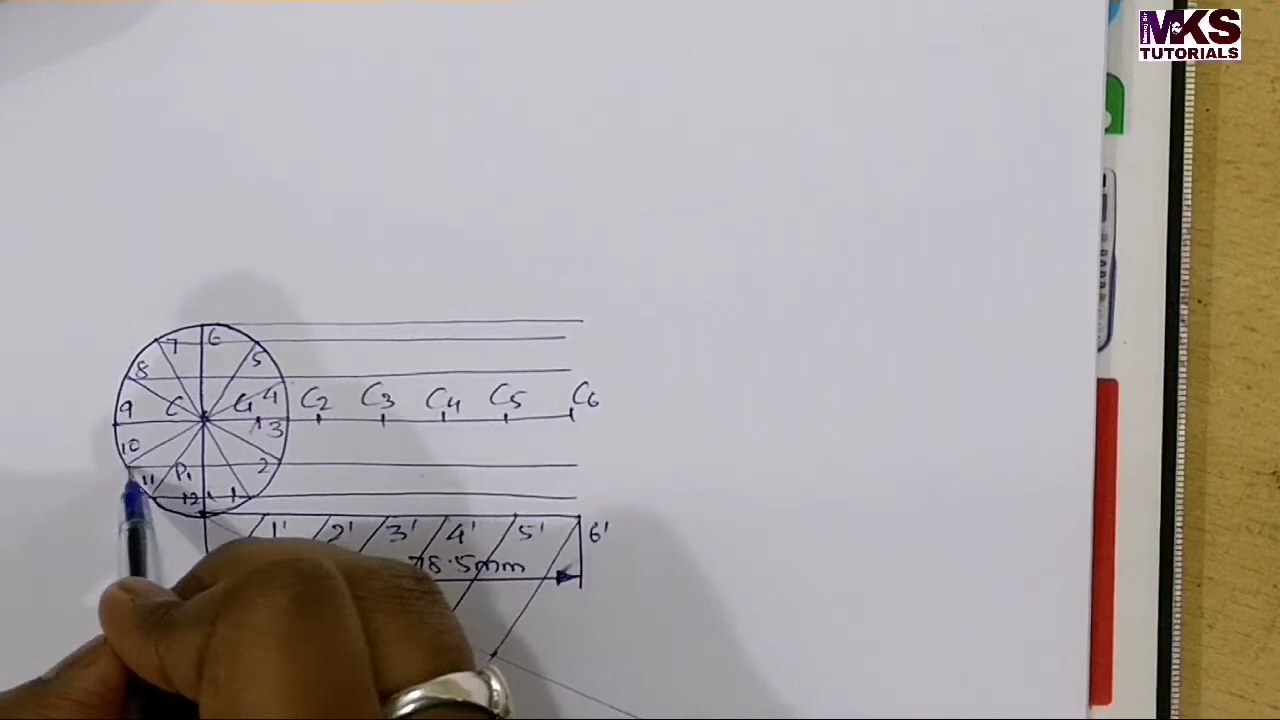 MKS
TUTORIALS
7 6
8 5
9 C C1 4 C2 C3 C4 C5 C6
3
10
11 P1 2
12 1
1' 2' 3' 4' 5' 6'
78.5mm